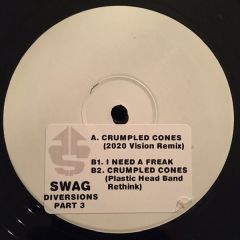 A. CRUMPLED CONES
(2020 Vision Remix)
B1. I NEED A FREAK
B2. CRUMPLED CONES
(Plastic Head Band
Rethink)
SWAG
DIVERSIONS
PART 3